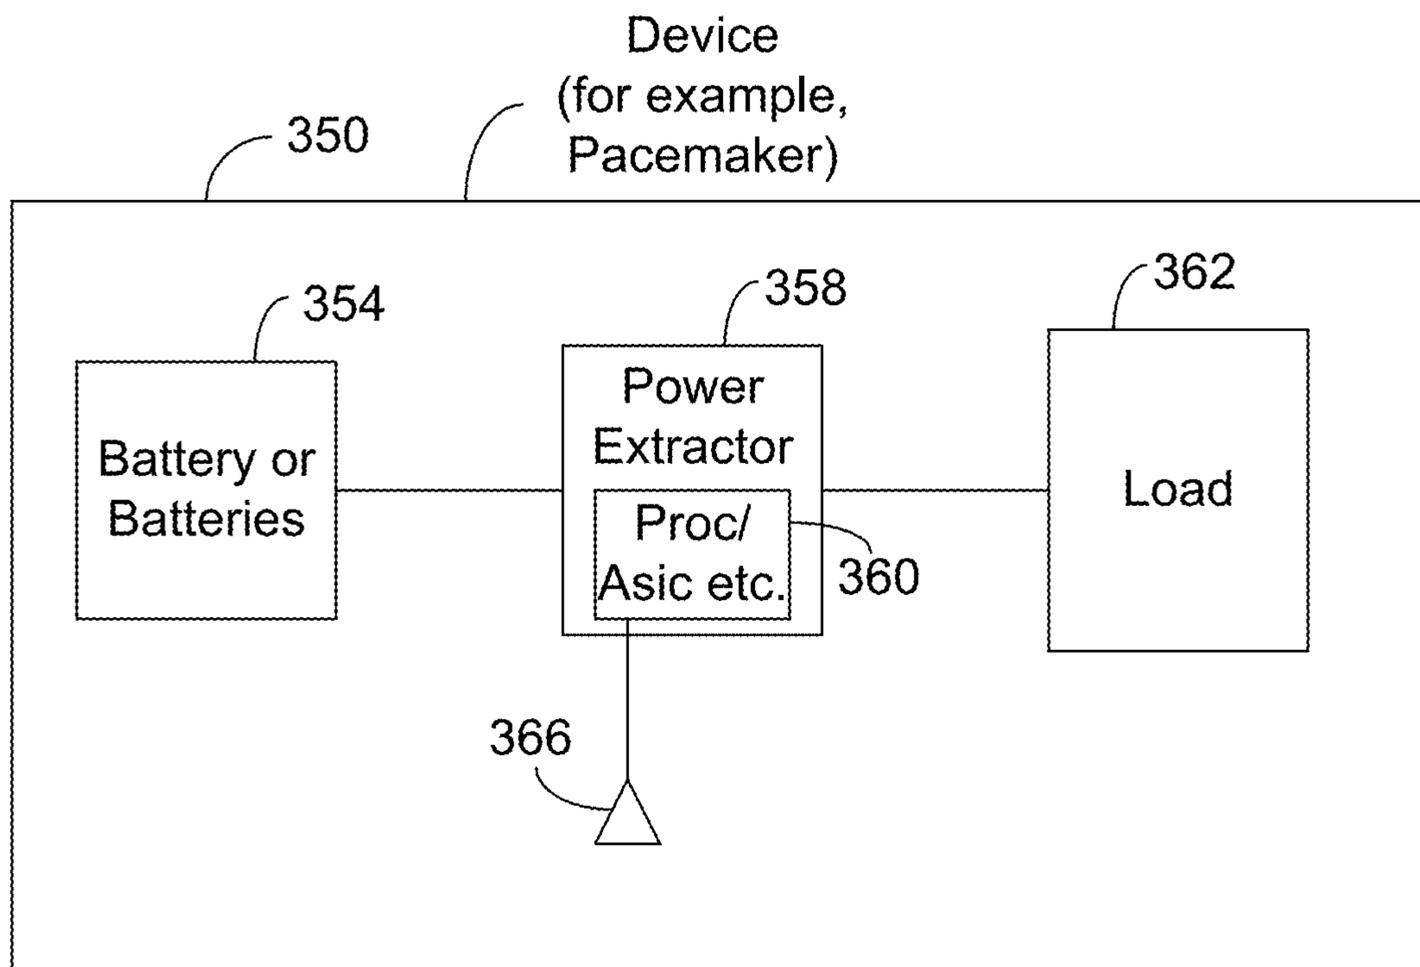 Device
(for example,
Pacemaker)
350
354
358
362
Battery or
Batteries
Power
Extractor
Proc/
Asic etc.
360
Load
366